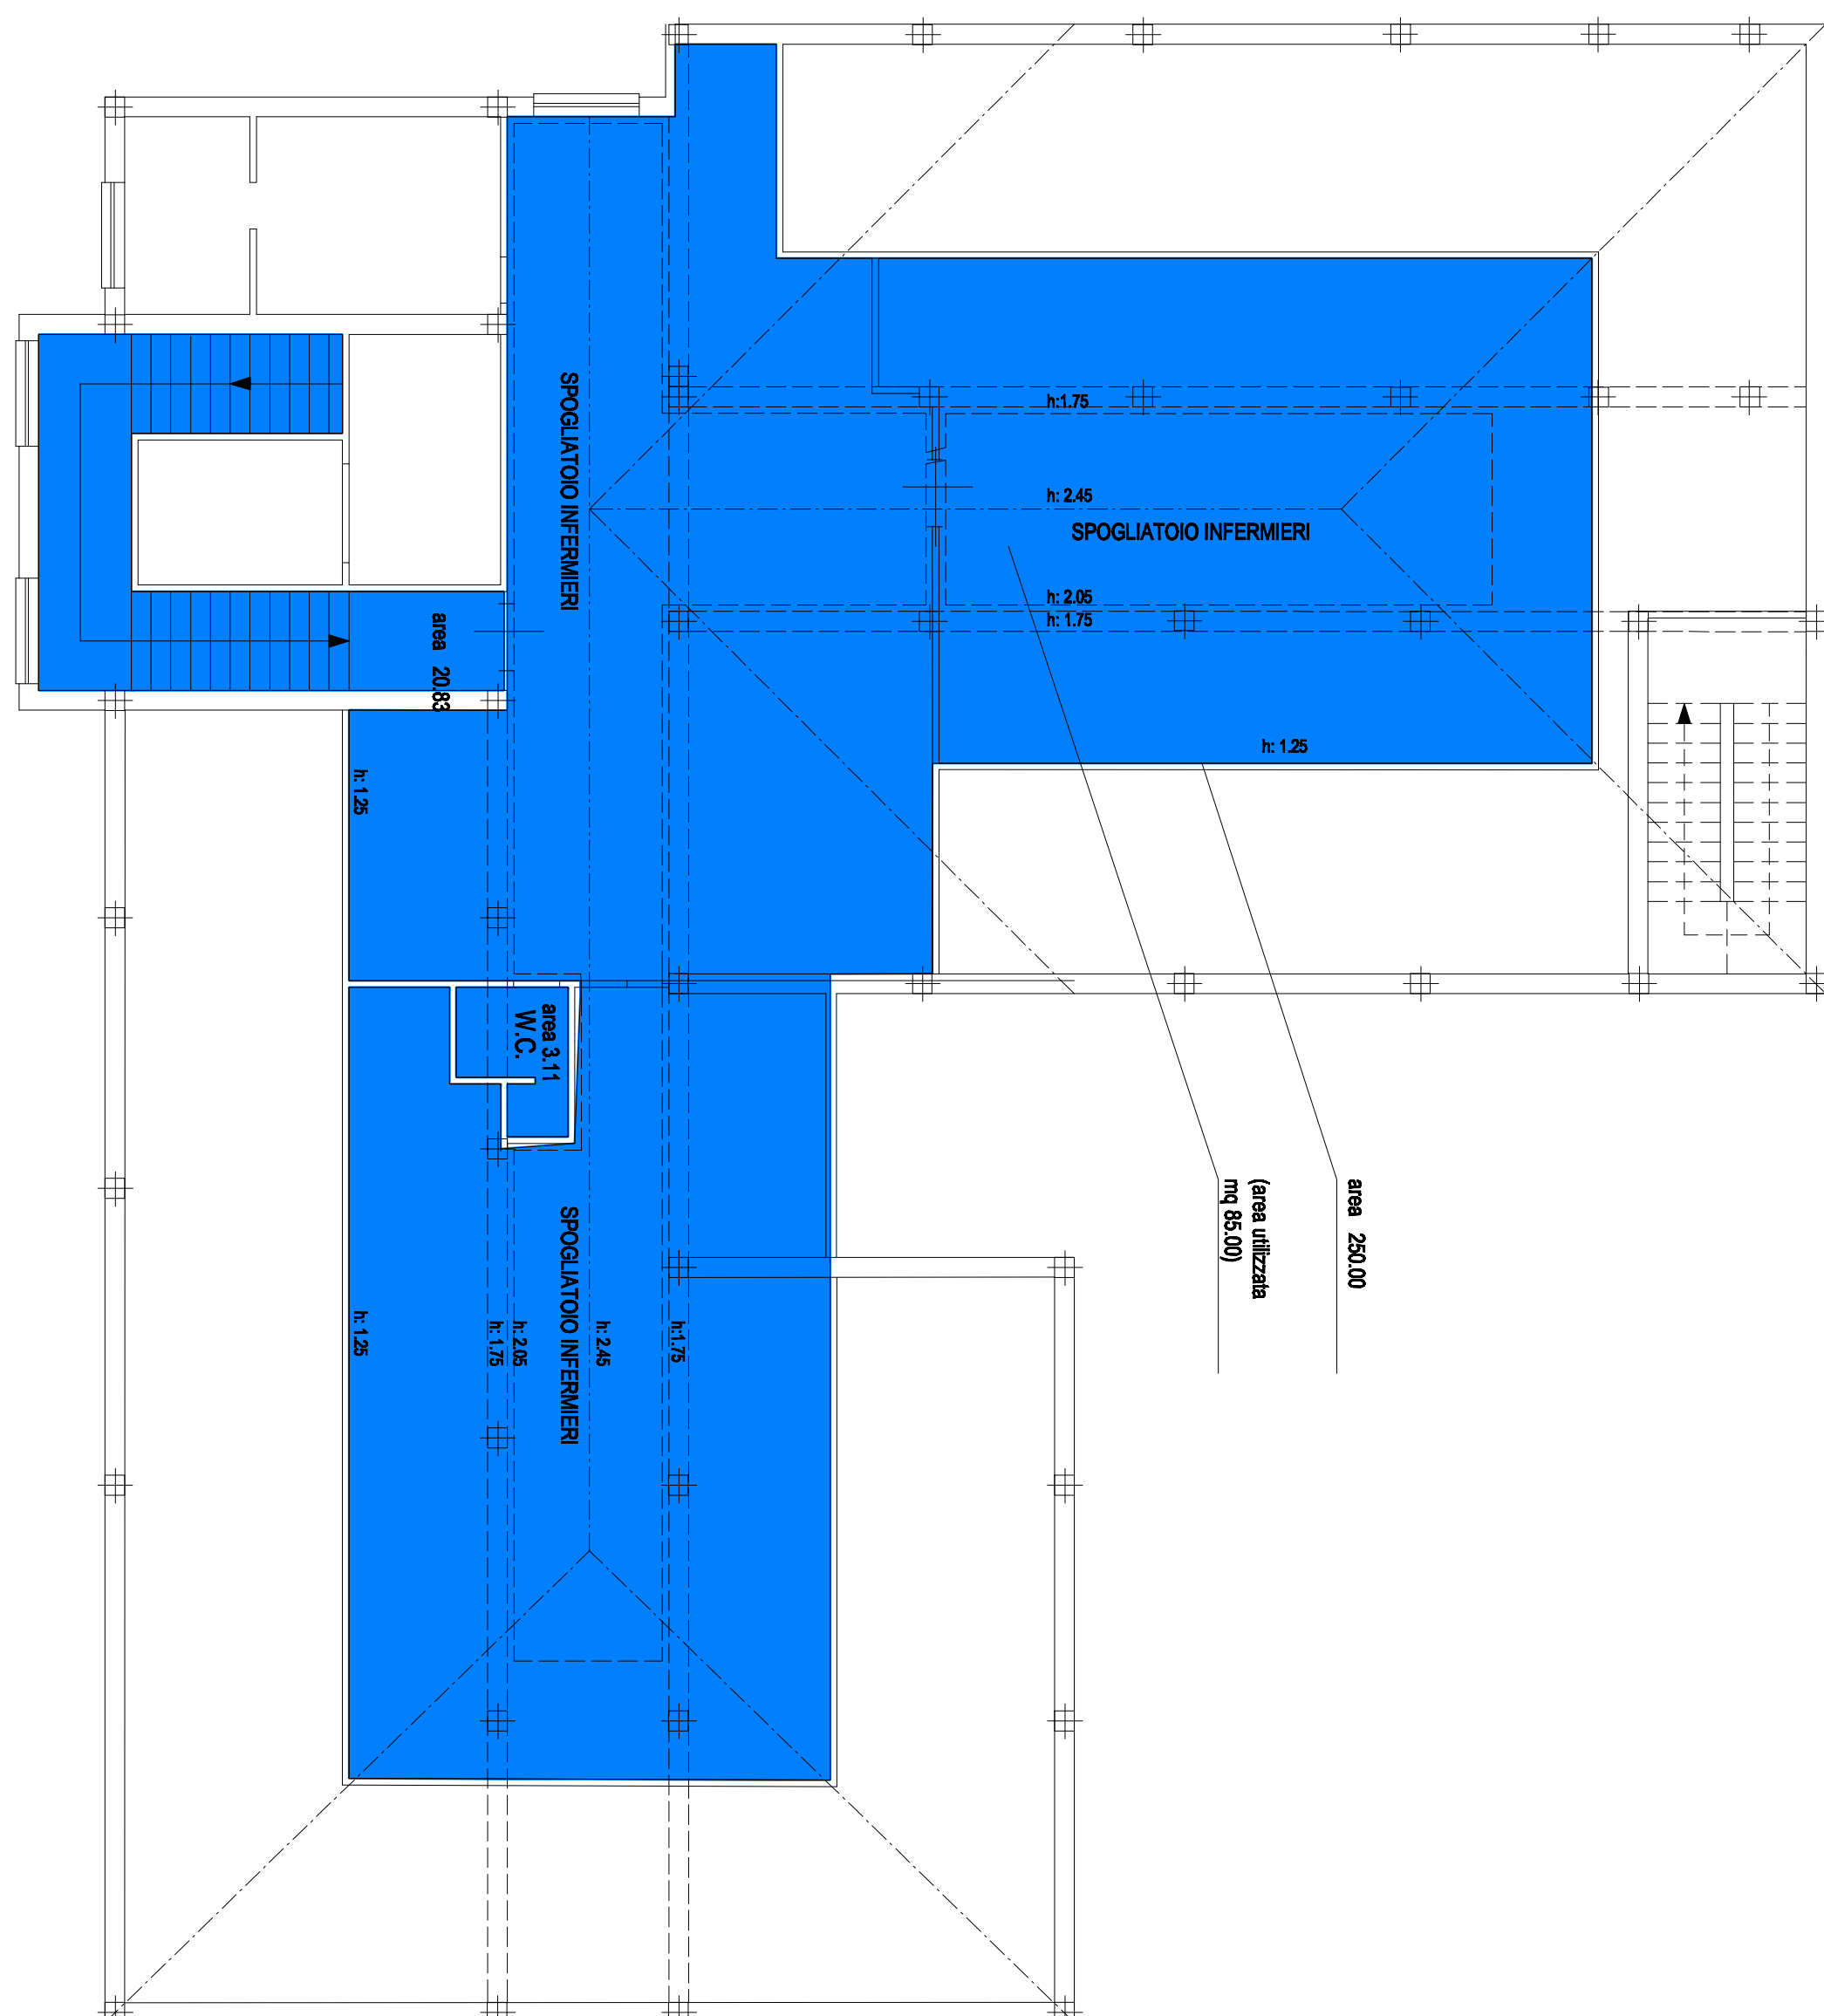 SPOGLIATOIO INFERMIERI
h:1.75
h: 2.45
SPOGLIATOIO INFERMIERI
h: 2.05
h: 1.75
area 20.83
h: 1.25
h: 1.25
area 3.11
W.C.
area 250.00
(area utilizzata
mq 85.00)
SPOGLIATOIO INFERMIERI
h: 1.25
h: 1.75
h: 2.05
h: 2.45
h:1.75